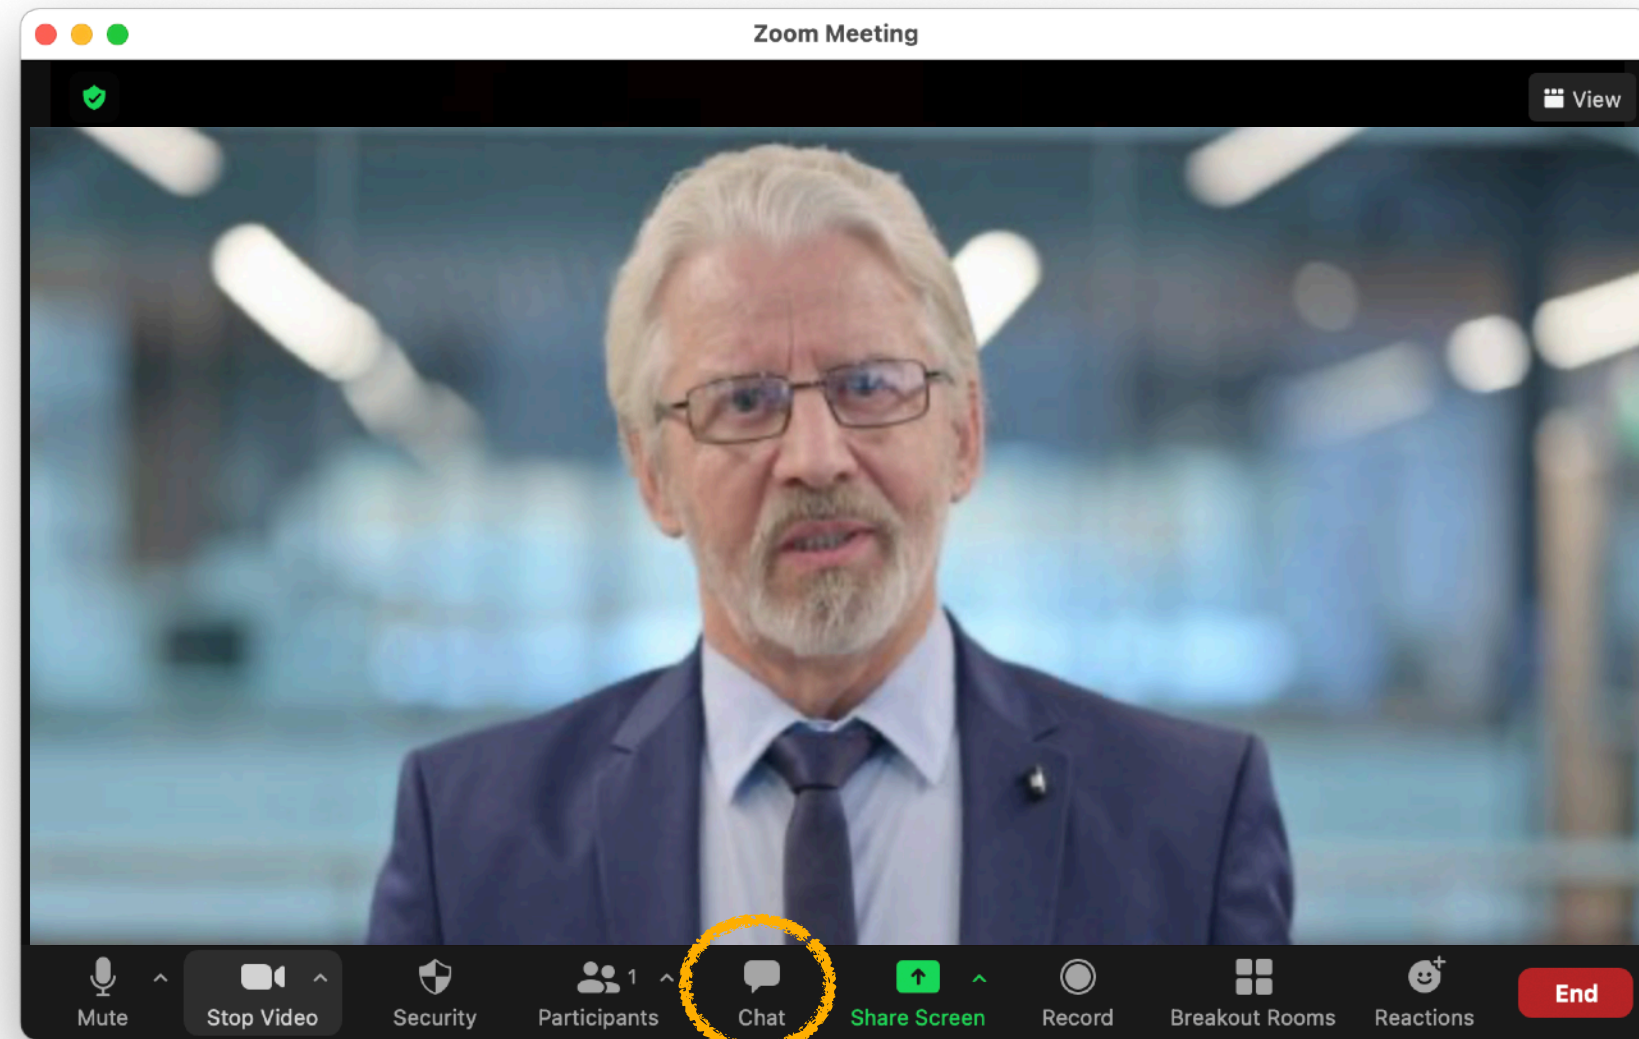 Zoom Meeting
View
Mute
Stop Video
Security
1
Participants
Chat
Share Screen
Record
Breakout Rooms
Reactions
End